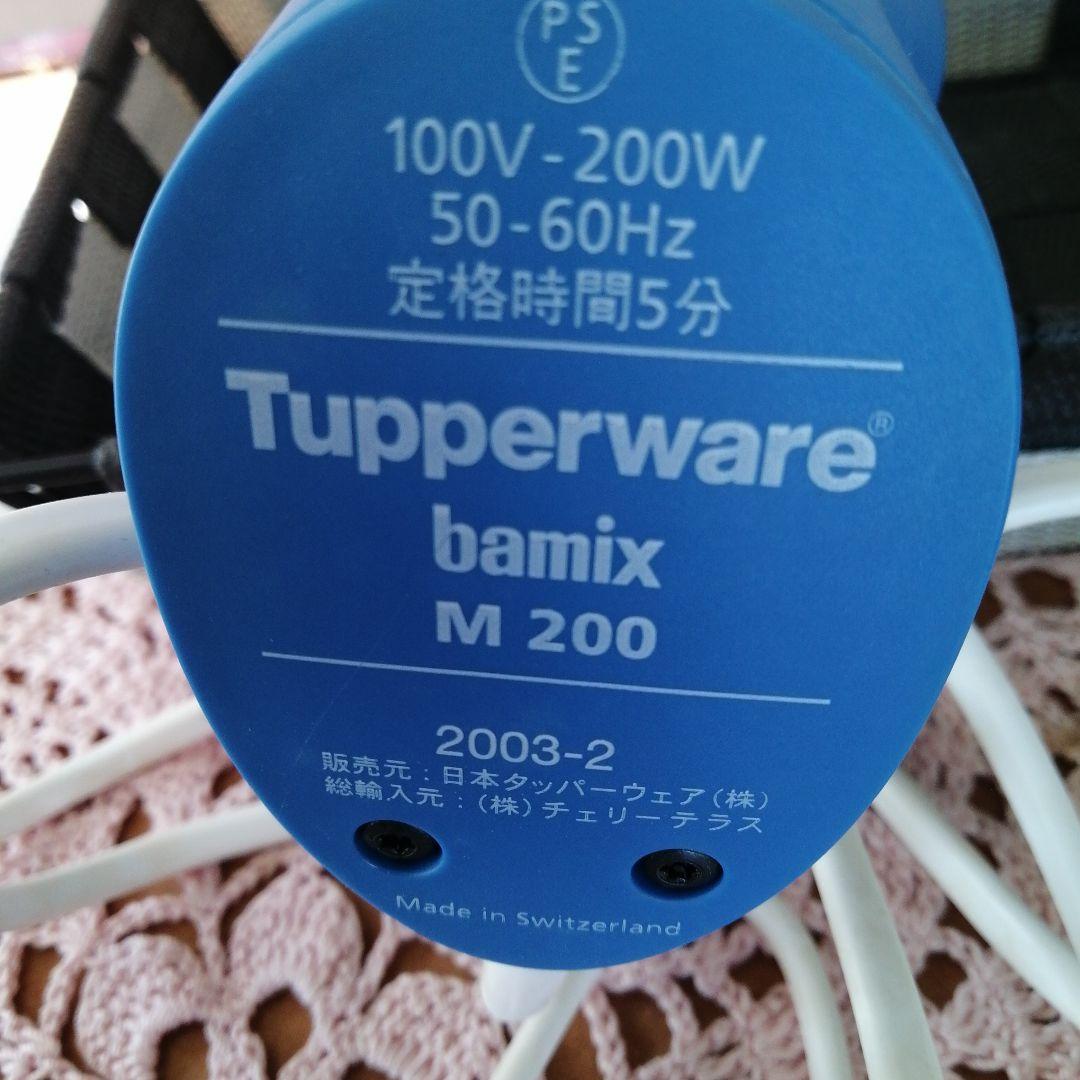 PS
E
100V-200W
50-60Hz
定格時間5分
Tupperware®
bamix
M 200
2003-2
販売元:日本タッパーウェア(株)
総輸入元:(株)チェリーテラス
Made in Switzerland